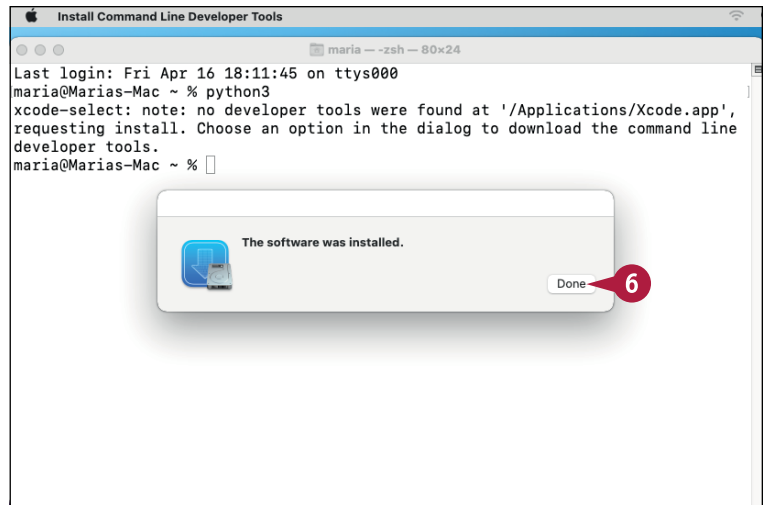 Install Command Line Developer Tools
maria — -zsh — 80×24
Last login: Fri Apr 16 18:11:45 on ttys000
[maria@Marias-Mac ~ % python3 ]
xcode-select: note: no developer tools were found at '/Applications/Xcode.app',
requesting install. Choose an option in the dialog to download the command line
developer tools.
maria@Marias-Mac ~ %
The software was installed.
Done
6